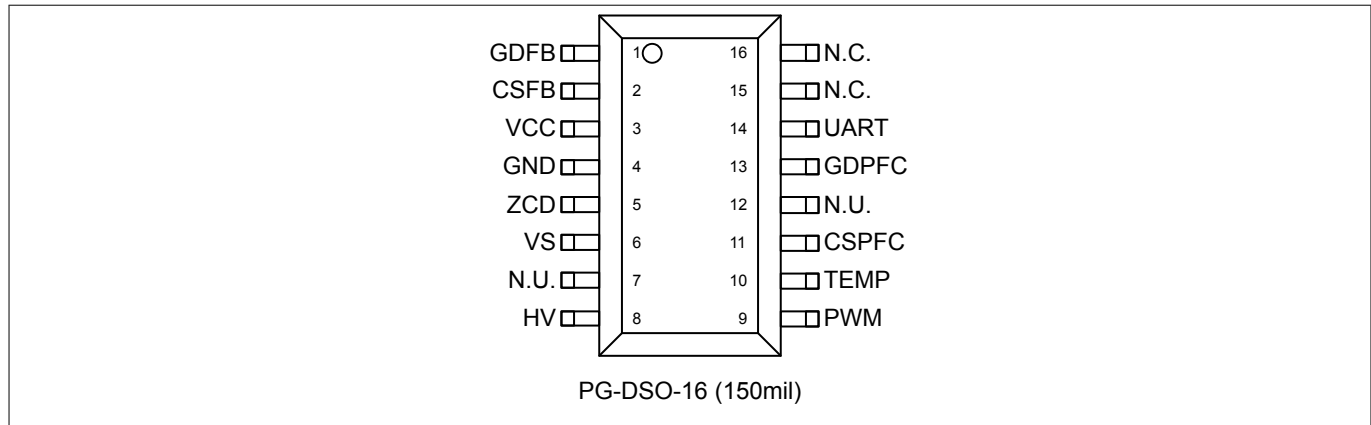 GDFB 1 16 N.C.
CSFB 2 15 N.C.
VCC 3 14 UART
GND 4 13 GDPFC
ZCD 5 12 N.U.
VS 6 11 CSPFC
N.U. 7 10 TEMP
HV 8 9 PWM
PG-DSO-16 (150mil)